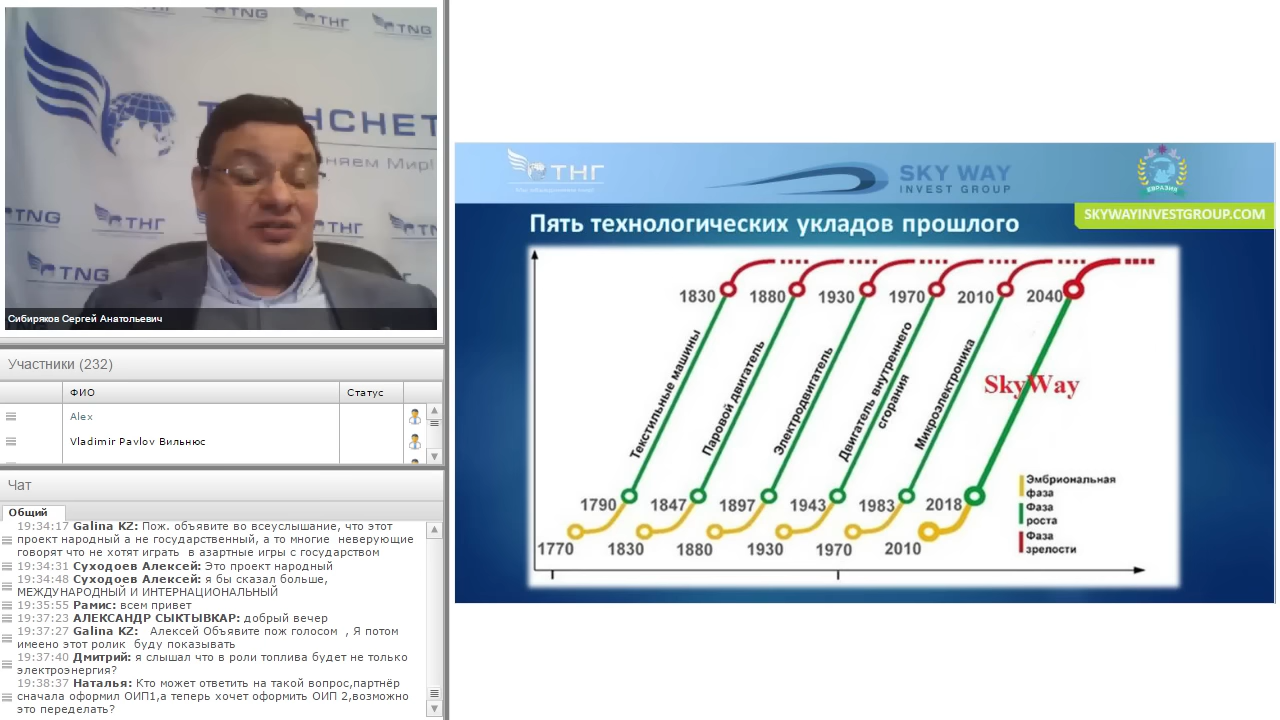 TNG
ТНГ
TNG
ТНГ
няем Мир!
TNG
ТНГ
TNG
TNG
Сибиряков Сергей Анатольевич
Участники (232)
ФИО
Статус
Alex
Vladimir Pavlov Вильнюс
Чат
Общий
19:34:17 Galina KZ: Пож. объявите во всеуслышание, что этот
проект народный а не государственный, а то многие неверующие
говорят что не хотят играть в азартные игры с государством
19:34:31 Суходоев Алексей: Это проект народный
19:34:48 Суходоев Алексей: я бы сказал больше,
МЕЖДУНАРОДНЫЙ И ИНТЕРНАЦИОНАЛЬНЫЙ
19:35:55 Рамис: всем привет
19:37:23 АЛЕКСАНДР СЫКТЫВКАР: добрый вечер
19:37:27 Galina KZ: Алексей Объявите пож голосом , Я потом
имеено этот ролик буду показывать
19:37:40 Дмитрий: я слышал что в роли топлива будет не только
электроэнергия?
19:38:37 Наталья: Кто может ответить на такой вопрос,партнёр
сначала оформил ОИП1,а теперь хочет оформить ОИП 2,возможно
это переделать?
ТНГ
SKY WAY
INVEST GROUP
ЕВРАЗИЯ
SKYWAYINVESTGROUP.COM
Пять технологических укладов прошлого
1830
1880
1930
1970
2010
2040
Текстильные машины
Паровой двигатель
Электродвигатель
Двигатель внутреннего
сгорания
Микроэлектроника
SkyWay
1790
1847
1897
1943
1983
2018
1770
1830
1880
1930
1970
2010
Эмбриональная
фаза
Фаза
роста
Фаза
зрелости